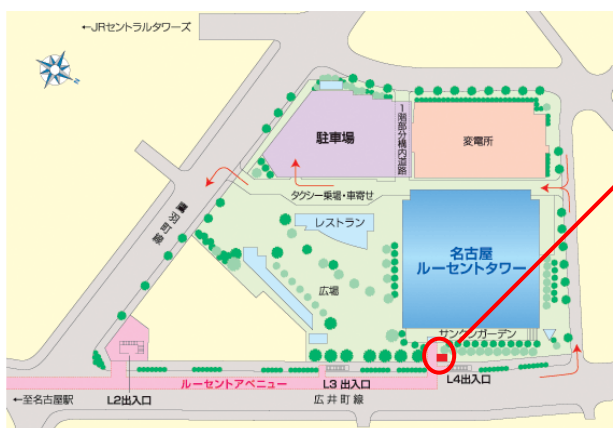 ←JRセントラルタワーズ
N
駐車場
1階部分構内道路
変電所
タクシー乗場・車寄せ
レストラン
羽町線
名古屋
ルーセントタワー
広場
サンクンガーデン
ルーセントアベニュー
L3 出入口
L4出入口
←至名古屋駅
L2出入口
広井町線